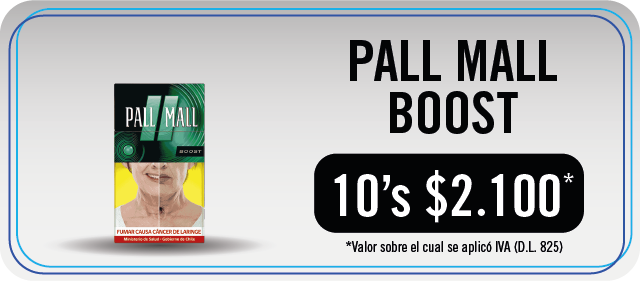 PALL MALL
BOOST
10's $2.100*
*Valor sobre el cual se aplicó IVA (D.L. 825)
PALL MALL
BOOST
FUMAR CAUSA CÁNCER DE LARINGE
Ministerio de Salud - Gobierno de Chile